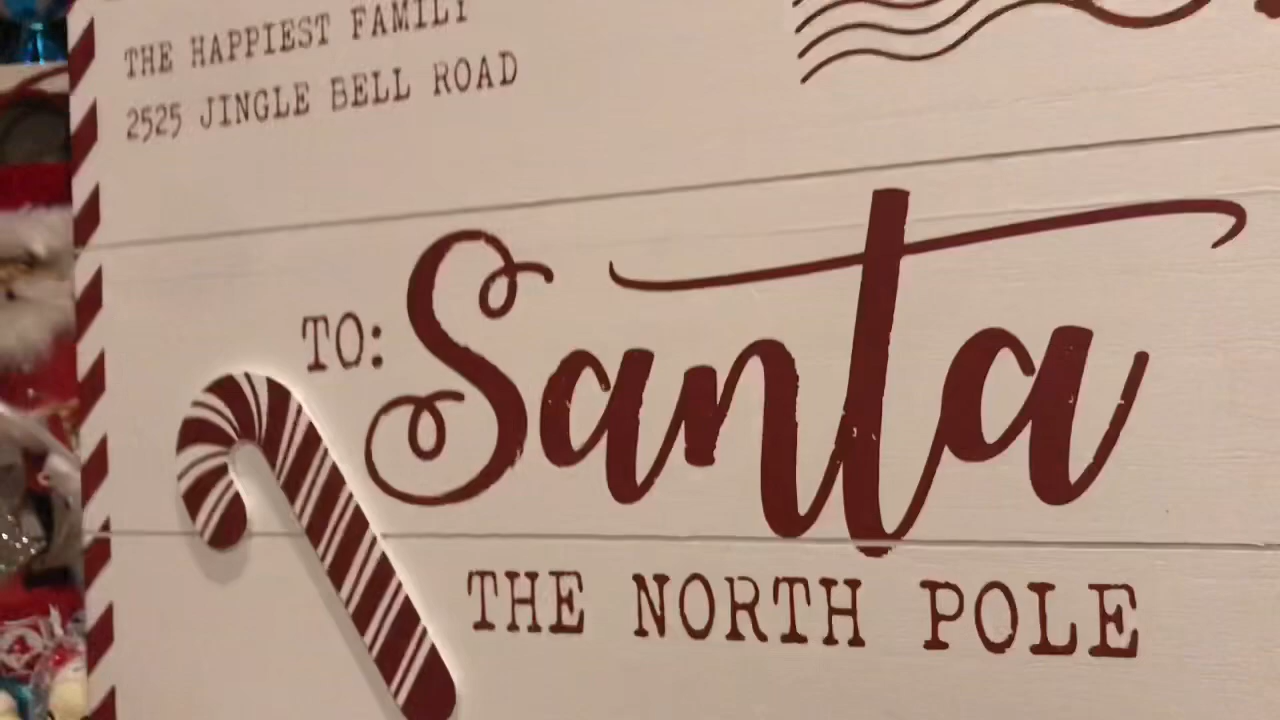 THE HAPPIEST FAMILY
2525 JINGLE BELL ROAD
TO: Santa
THE NORTH POLE